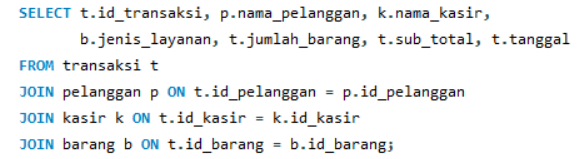 SELECT t.id_transaksi, p.nama_pelanggan, k.nama_kasir,
b.jenis_layanan, t.jumlah_barang, t.sub_total, t.tanggal
FROM transaksi t
JOIN pelanggan p ON t.id_pelanggan = p.id_pelanggan
JOIN kasir k ON t.id_kasir = k.id_kasir
JOIN barang b ON t.id_barang = b.id_barang;